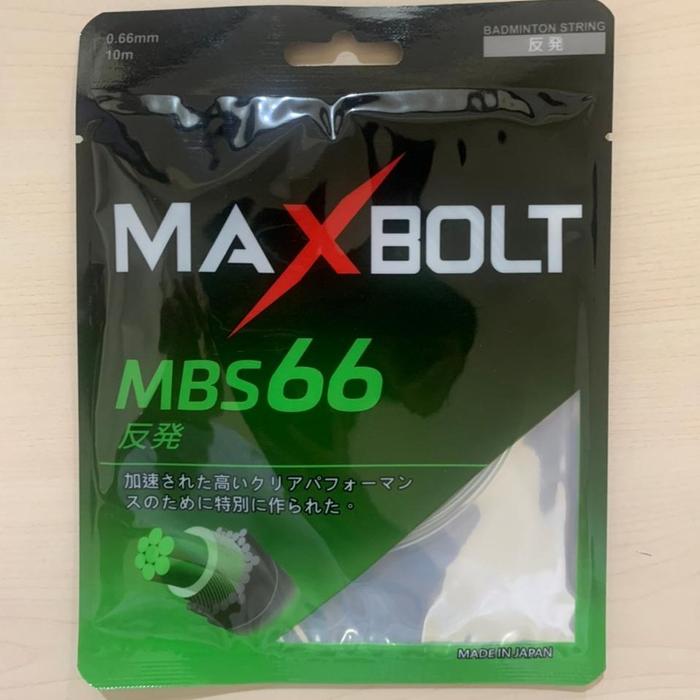 0.66mm
10m
BADMINTON STRING
反発
MAXBOLT
MBS66
反発
加速された高いクリアパフォーマン
スのために特別に作られた。
MADE IN JAPAN